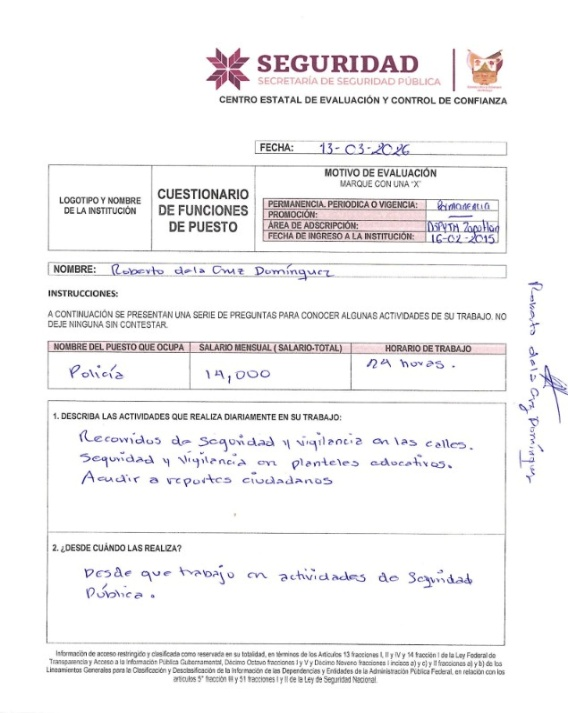 SEGURIDAD
SECRETARÍA DE SEGURIDAD PÚBLICA
CENTRO ESTATAL DE EVALUACIÓN Y CONTROL DE CONFIANZA
FECHA: 13-03-2026
LOGOTIPO Y NOMBRE
DE LA INSTITUCIÓN
CUESTIONARIO
DE FUNCIONES
DE PUESTO
MOTIVO DE EVALUACIÓN
MARQUE CON UNA "X"
PERMANENCIA, PERIODICA O VIGENCIA: Permanencia
PROMOCIÓN: ——
ÁREA DE ADSCRIPCIÓN: DSPYTM
FECHA DE INGRESO A LA INSTITUCIÓN: 16-02-2015
NOMBRE: Roberto dela Cruz Domínguez
INSTRUCCIONES:
A CONTINUACIÓN SE PRESENTAN UNA SERIE DE PREGUNTAS PARA CONOCER ALGUNAS ACTIVIDADES DE SU TRABAJO. NO
DEJE NINGUNA SIN CONTESTAR.
NOMBRE DEL PUESTO QUE OCUPA SALARIO MENSUAL ( SALARIO-TOTAL) HORARIO DE TRABAJO
Policía 14,000 24 horas.
1. DESCRIBA LAS ACTIVIDADES QUE REALIZA DIARIAMENTE EN SU TRABAJO:
Recorridos de seguridad y vigilancia en las calles.
Seguridad y vigilancia en planteles educativos.
Acudir a reportes ciudadanos
2. ¿DESDE CUÁNDO LAS REALIZA?
Desde que trabajo en actividades de Seguridad
Pública.
Información de acceso restringido y clasificada como reservada en su totalidad, en términos de los Artículos 13 fracciones I, II y IV y 14 fracción I de la Ley Federal de
Transparencia y Acceso a la Información Pública Gubernamental, Décimo Octavo fracciones I y V y Decimo Noveno fracciones I incisos a) y c) y II fracciones a) y b) de los
Lineamientos Generales para la Clasificación y Desclasificación de la Información de las Dependencias y Entidades de la Administración Pública Federal, en relación con los
artículos 5° fracción III y 51 fracciones I y II de la Ley de Seguridad Nacional.
Roberto dela Cruz Domínguez